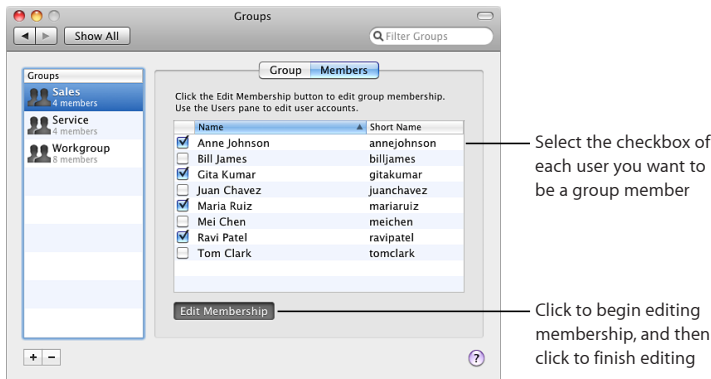 Groups
Show All
Filter Groups
Groups
Sales
4 members
Service
4 members
Workgroup
8 members
Group
Members
Click the Edit Membership button to edit group membership.
Use the Users pane to edit user accounts.
Name Short Name
Anne Johnson annejohnson
Bill James billjames
Gita Kumar gitakumar
Juan Chavez juanchavez
Maria Ruiz mariaruiz
Mei Chen meichen
Ravi Patel ravipatel
Tom Clark tomclark
Edit Membership
+ −
?
Select the checkbox of
each user you want to
be a group member
Click to begin editing
membership, and then
click to finish editing